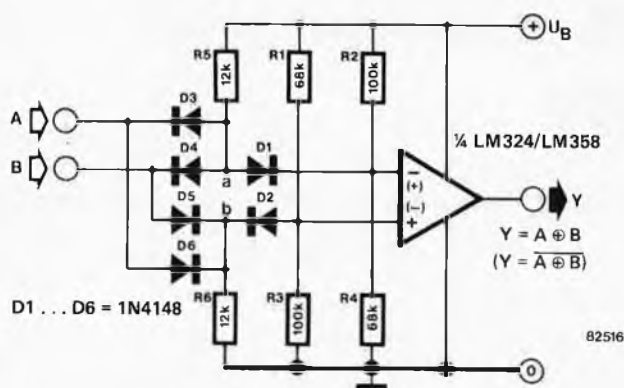 R5
12k
R1
68k
R2
100k
+ UB
D3
A
D4
D1
¼ LM324/LM358
B
a
−
(+)
b
(−)
+
Y
D5
D2
Y = A ⊕ B
(Y = A̅ ⊕̅ B̅)
D6
R6
12k
R3
100k
R4
68k
D1 . . . D6 = 1N4148
82516
0